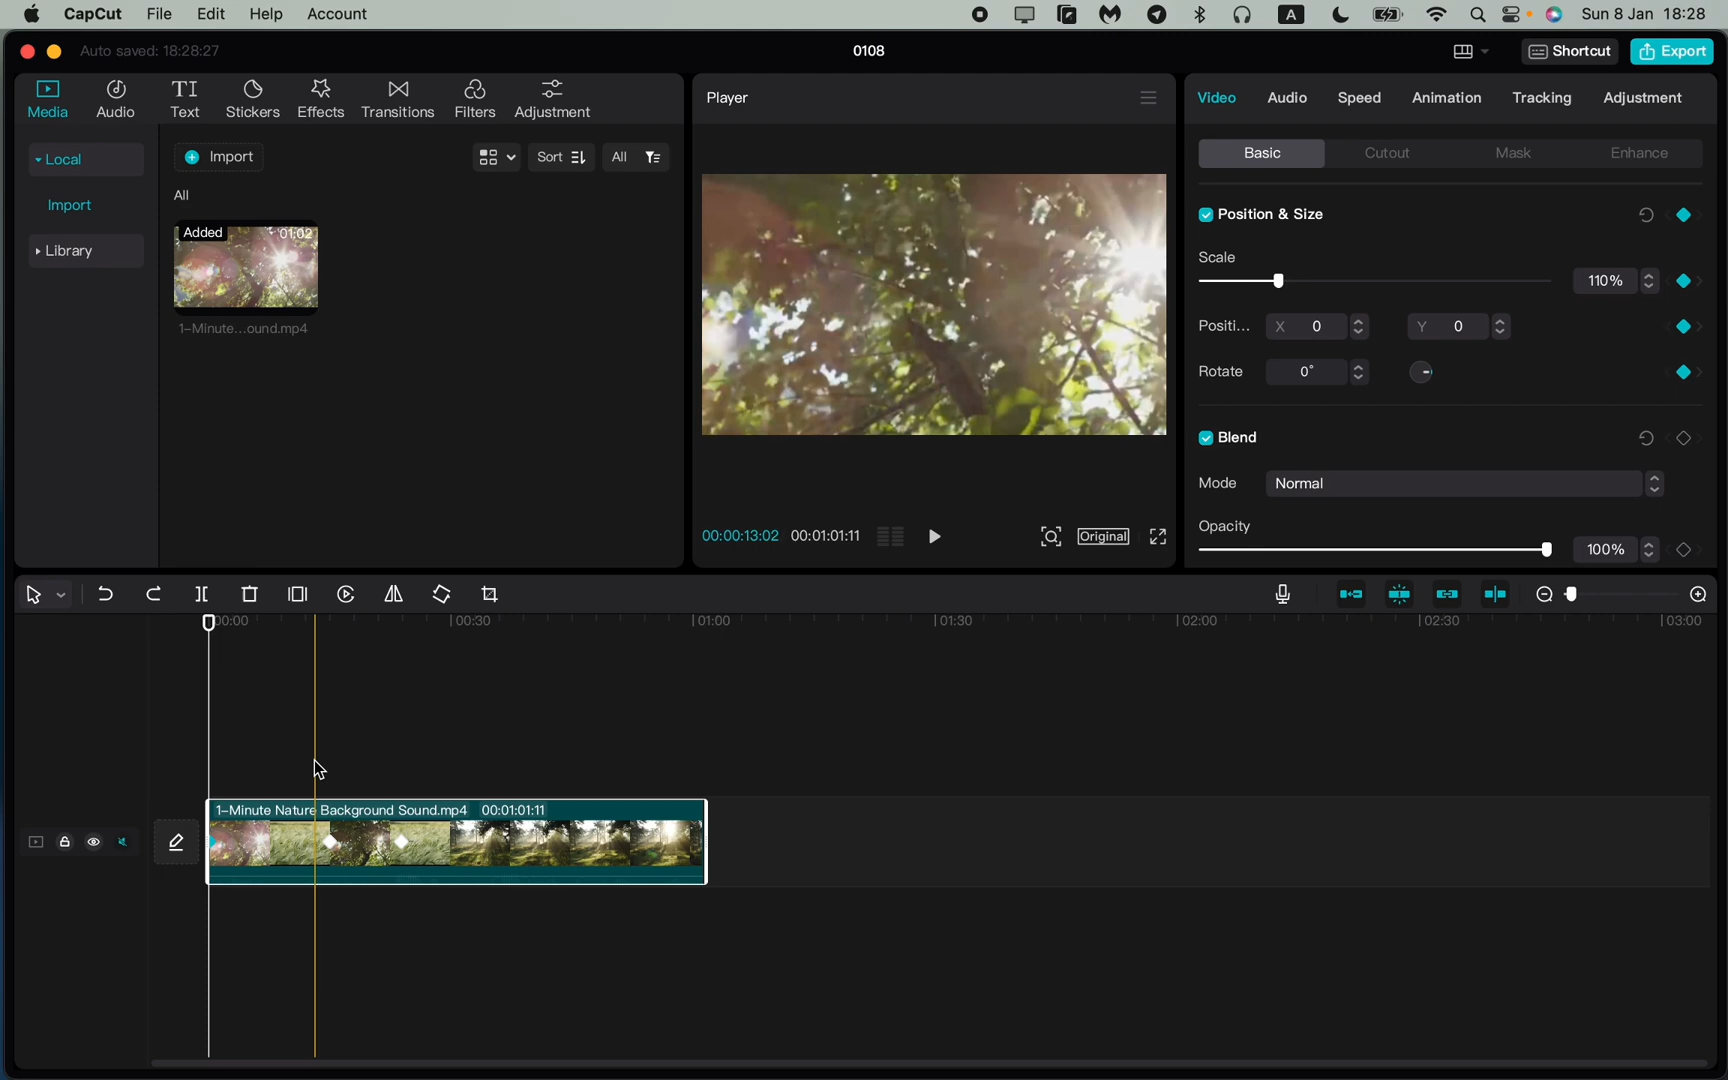 CapCut File Edit Help Account A Sun 8 Jan 18:28
Auto saved: 18:28:27 0108 Shortcut Export
Media Audio Text Stickers Effects Transitions Filters Adjustment
Local
Import
Library
Import Sort All
All
Added 01:02
1-Minute...ound.mp4
Player
00:00:13:02 00:01:01:11 Original
Video Audio Speed Animation Tracking Adjustment
Basic Cutout Mask Enhance
Position & Size
Scale
110%
Positi... X 0 Y 0
Rotate 0°
Blend
Mode Normal
Opacity
100%
00:00 00:30 01:00 01:30 02:00 02:30 03:00
1-Minute Nature Background Sound.mp4 00:01:01:11